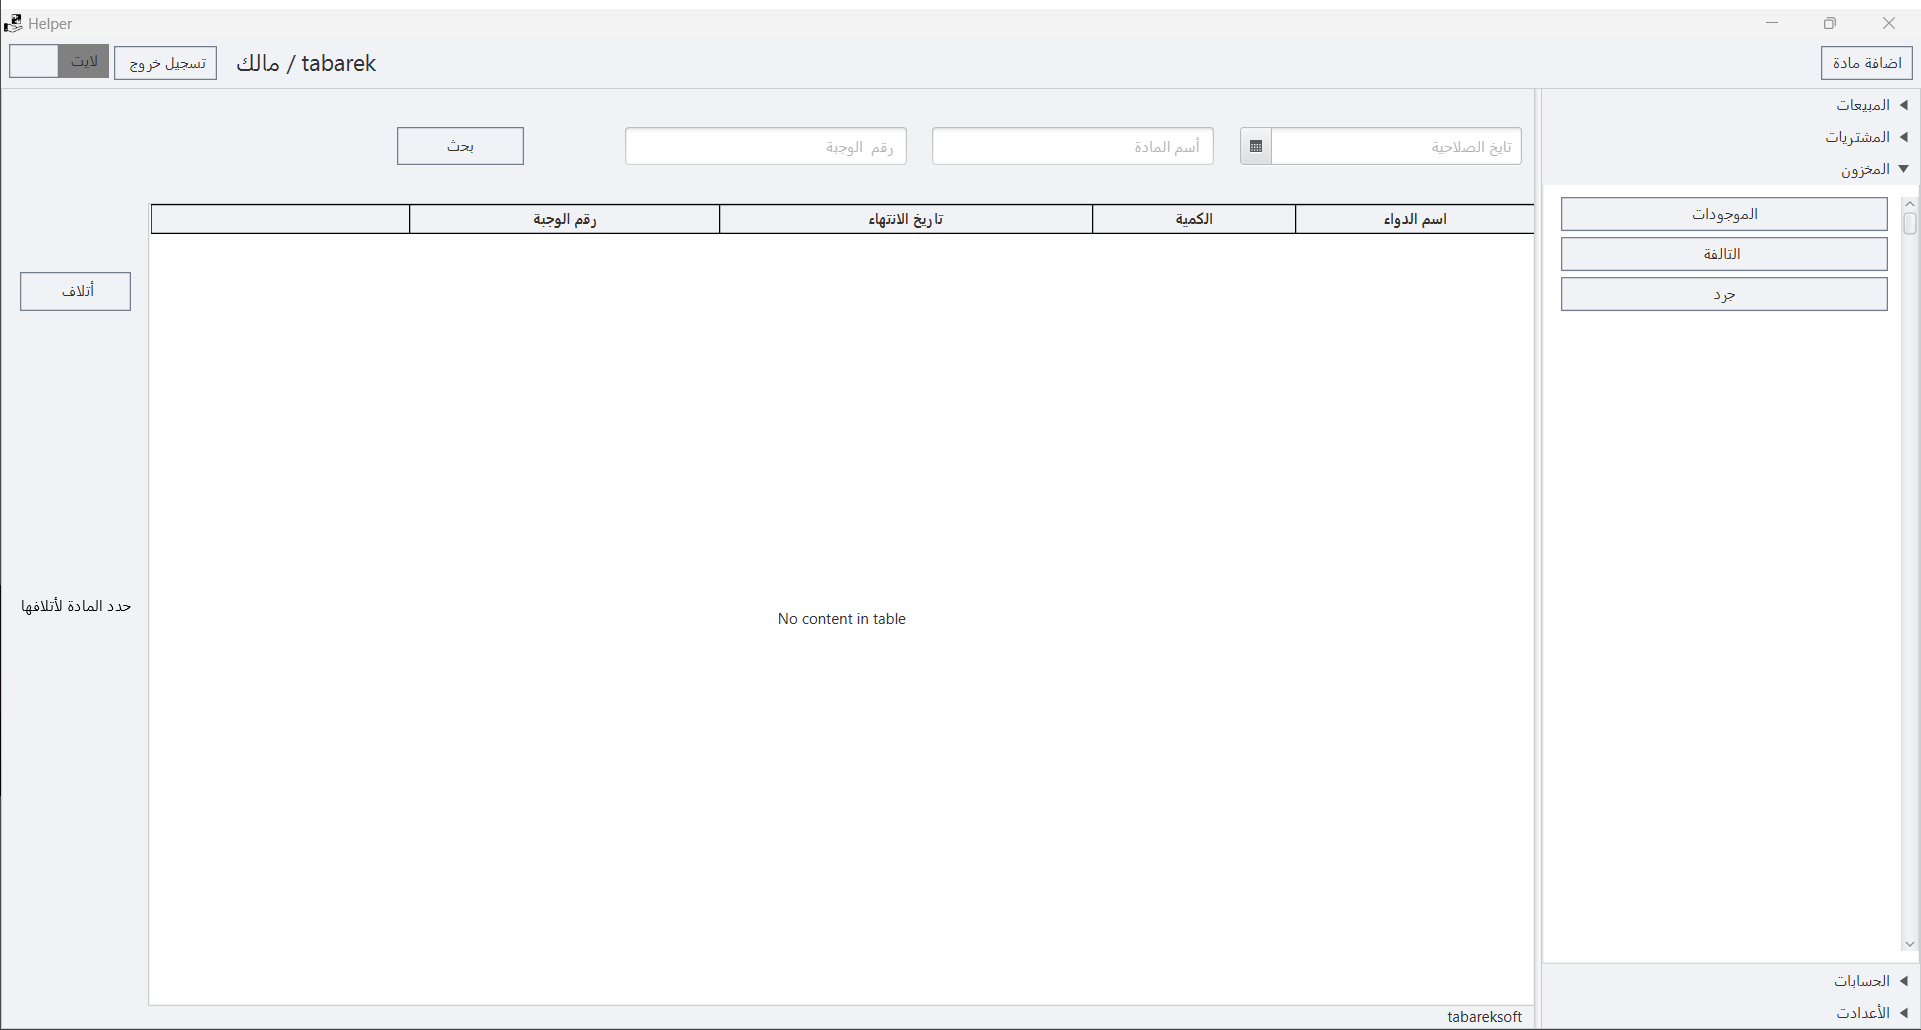 Helper
اضافة مادة
tabarek / مالك
تسجيل خروج
لايت
المبيعات
المشتريات
المخزون
الموجودات
التالفة
جرد
الحسابات
الأعدادت
تايخ الصلاحية
أسم المادة
رقم الوجبة
بحث
اسم الدواء
الكمية
تاريخ الانتهاء
رقم الوجبة
No content in table
أتلاف
حدد المادة لأتلافها
tabareksoft